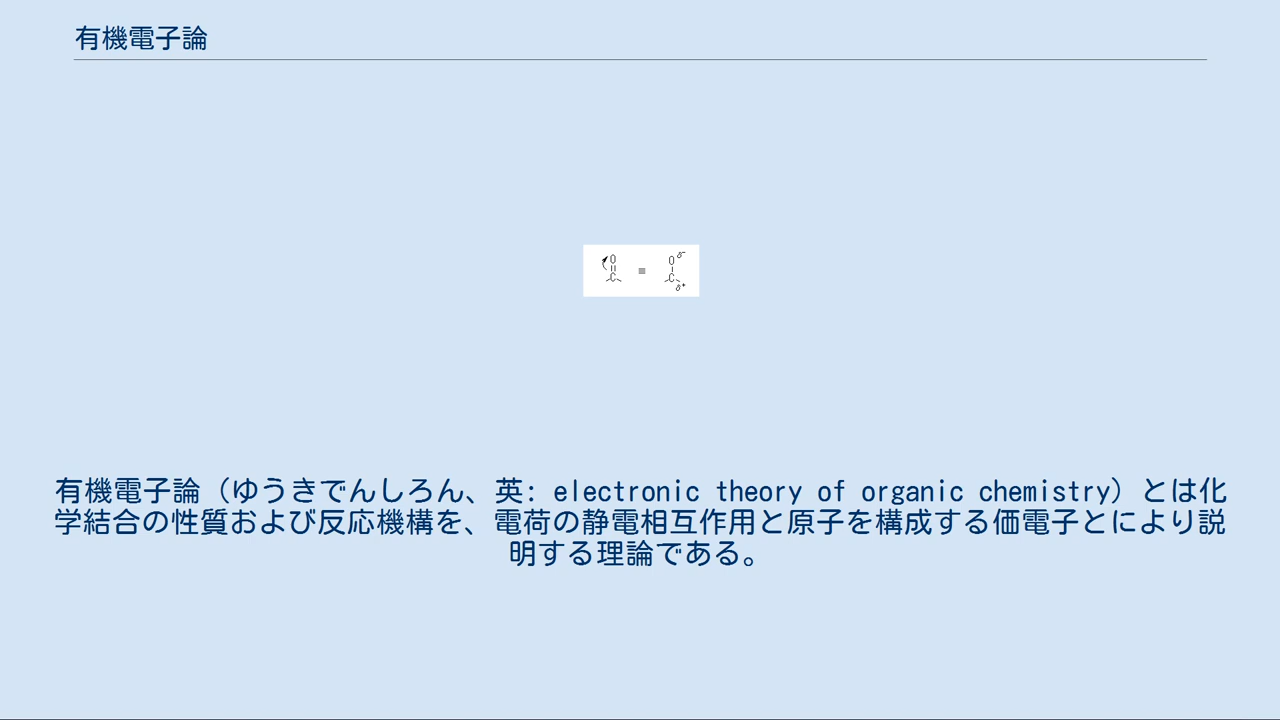 有機電子論
O δ-
O
C ≡ C
δ+
有機電子論（ゆうきでんしろん、英: electronic theory of organic chemistry）とは化
学結合の性質および反応機構を、電荷の静電相互作用と原子を構成する価電子とにより説
明する理論である。